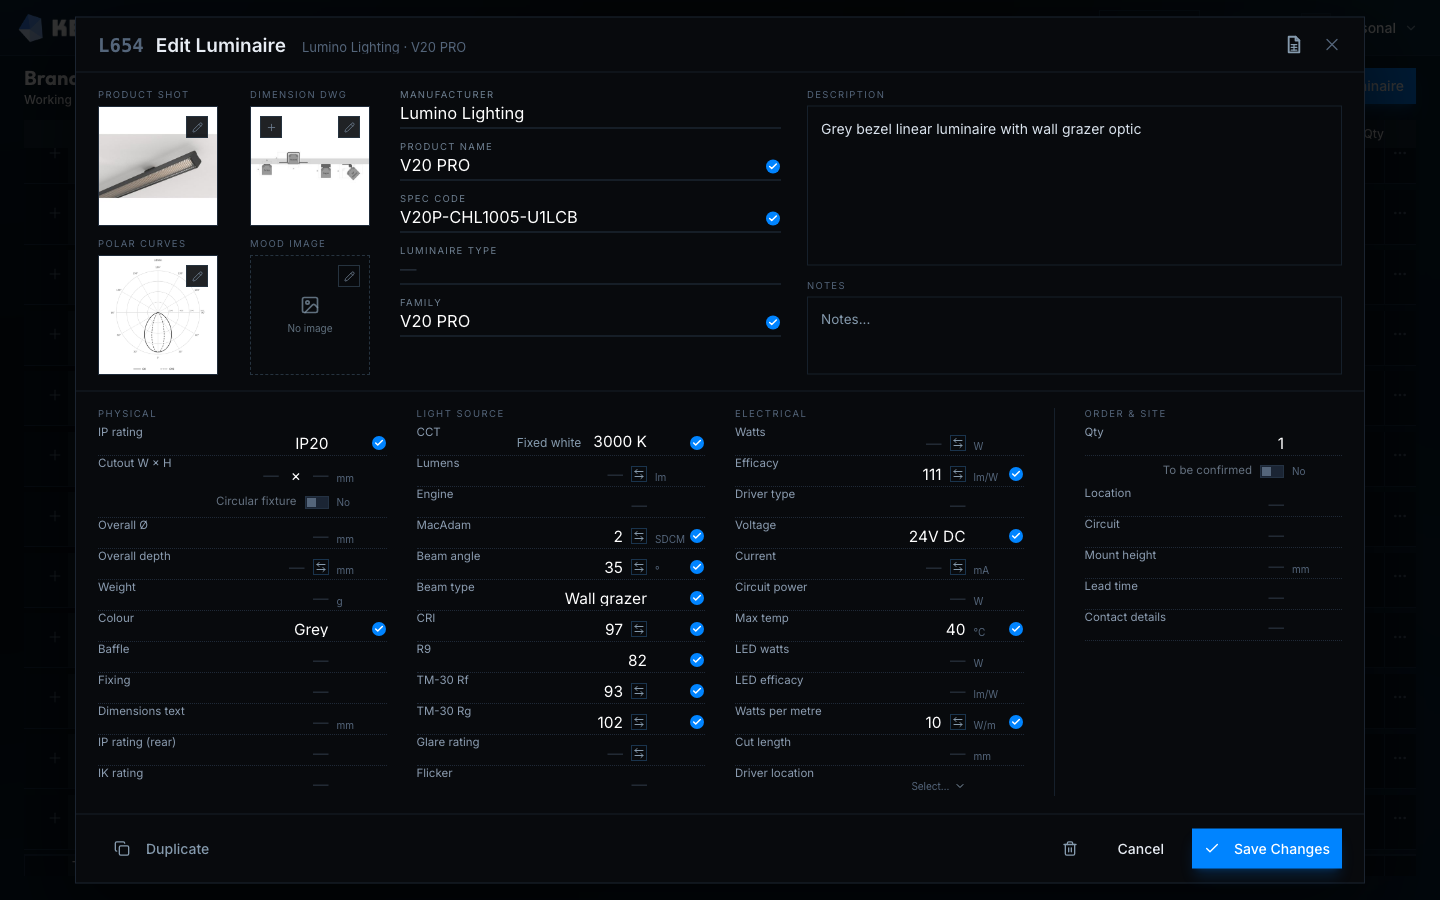 L654 Edit Luminaire Lumino Lighting · V20 PRO
PRODUCT SHOT
DIMENSION DWG
POLAR CURVES
MOOD IMAGE
No image
MANUFACTURER
Lumino Lighting
PRODUCT NAME
V20 PRO
SPEC CODE
V20P-CHL1005-U1LCB
LUMINAIRE TYPE
—
FAMILY
V20 PRO
DESCRIPTION
Grey bezel linear luminaire with wall grazer optic
NOTES
Notes...
PHYSICAL
IP rating
IP20
Cutout W × H
— × — mm
Circular fixture No
Overall Ø
— mm
Overall depth
— mm
Weight
— g
Colour
Grey
Baffle
—
Fixing
—
Dimensions text
— mm
IP rating (rear)
—
IK rating
—
LIGHT SOURCE
CCT
Fixed white 3000 K
Lumens
— lm
Engine
—
MacAdam
2 SDCM
Beam angle
35 °
Beam type
Wall grazer
CRI
97
R9
82
TM-30 Rf
93
TM-30 Rg
102
Glare rating
—
Flicker
—
ELECTRICAL
Watts
— W
Efficacy
111 lm/W
Driver type
—
Voltage
24V DC
Current
— mA
Circuit power
— W
Max temp
40 °C
LED watts
— W
LED efficacy
— lm/W
Watts per metre
10 W/m
Cut length
— mm
Driver location
Select...
ORDER & SITE
Qty
1
To be confirmed No
Location
—
Circuit
—
Mount height
— mm
Lead time
—
Contact details
—
Duplicate
Cancel
Save Changes
Working
Qty